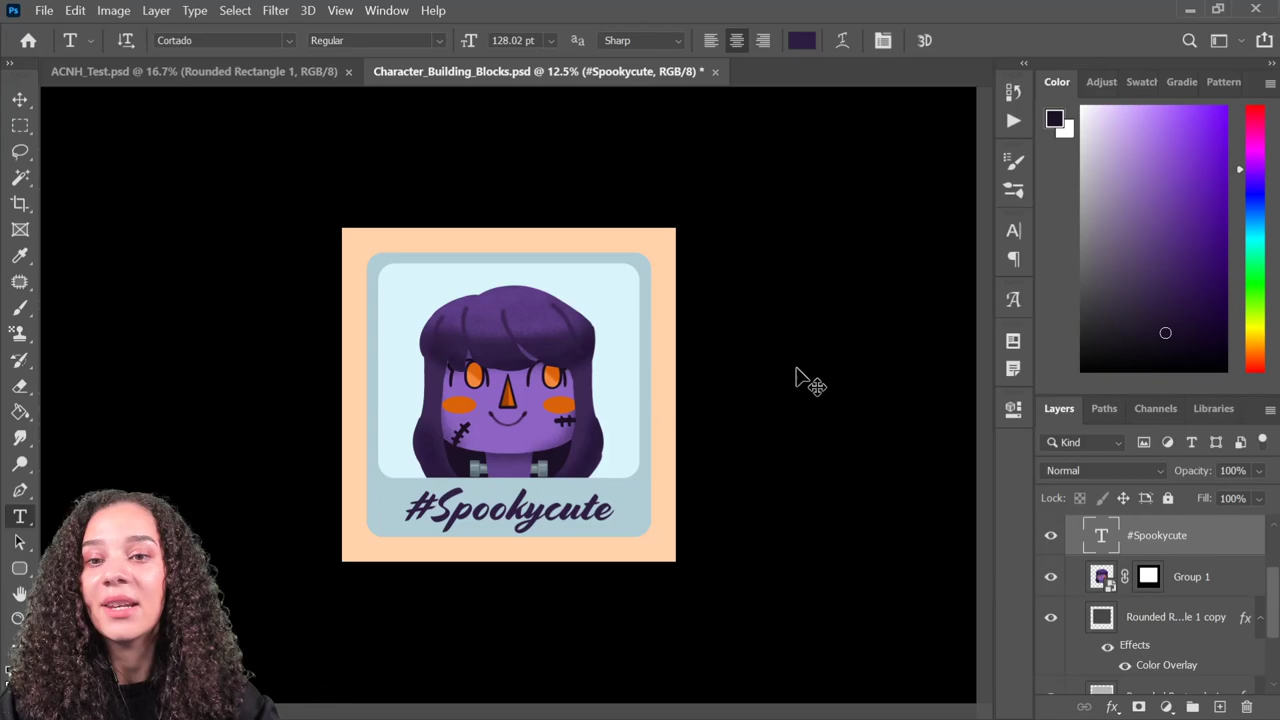 Ps File Edit Image Layer Type Select Filter 3D View Window Help
T Cortado Regular 128.02 pt aa Sharp 3D
ACNH_Test.psd @ 16.7% (Rounded Rectangle 1, RGB/8) × Character_Building_Blocks.psd @ 12.5% (#Spookycute, RGB/8) * ×
Color Adjust Swatch Gradie Pattern
#Spookycute
Layers Paths Channels Libraries
Kind
Normal Opacity: 100%
Lock: Fill: 100%
T #Spookycute
Group 1
Rounded R...le 1 copy fx
Effects
Color Overlay
fx